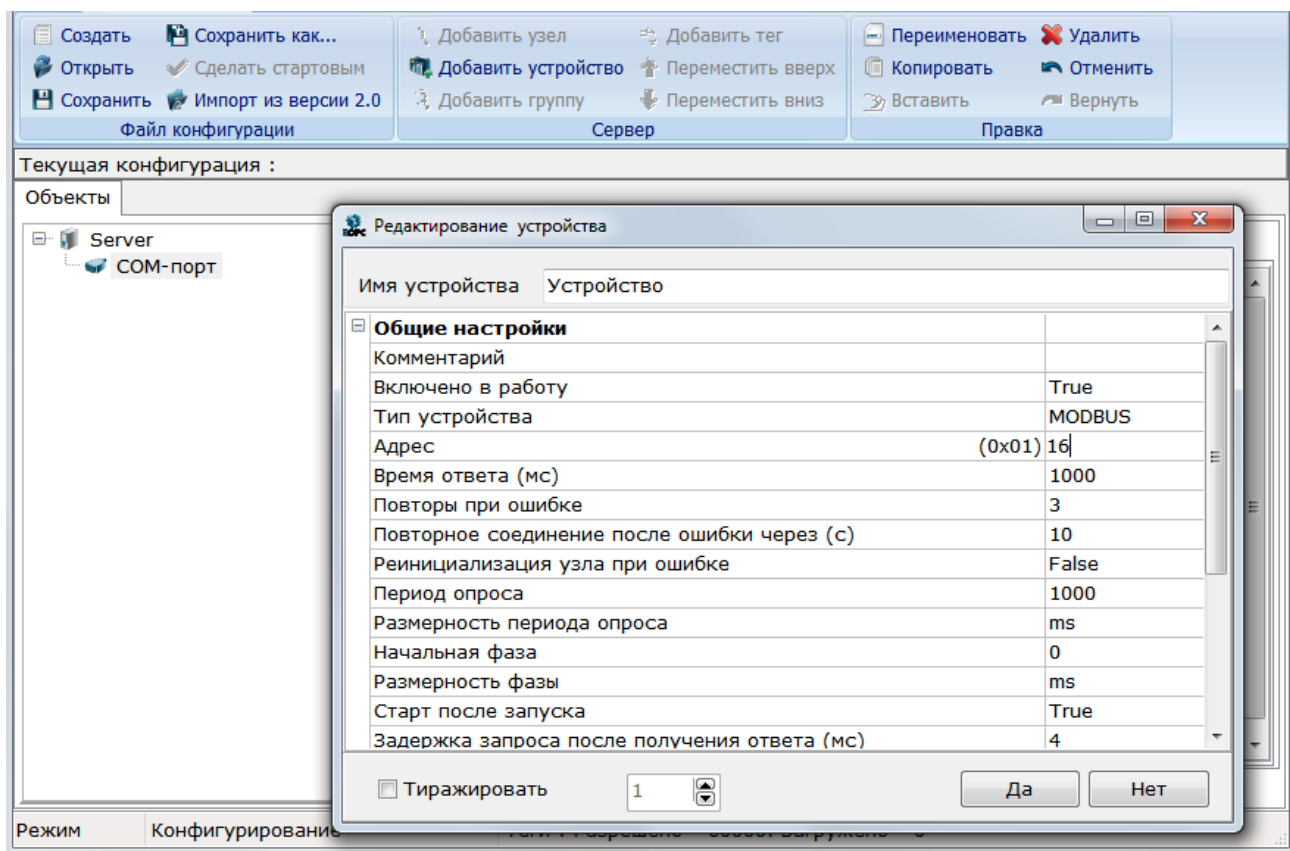 Создать Сохранить как... Добавить узел Добавить тег Переименовать Удалить
Открыть Сделать стартовым Добавить устройство Переместить вверх Копировать Отменить
Сохранить Импорт из версии 2.0 Добавить группу Переместить вниз Вставить Вернуть
Файл конфигурации Сервер Правка
Текущая конфигурация :
Объекты
Server
COM-порт
Редактирование устройства
Имя устройства Устройство
Общие настройки
Комментарий
Включено в работу True
Тип устройства MODBUS
Адрес (0x01) 16
Время ответа (мс) 1000
Повторы при ошибке 3
Повторное соединение после ошибки через (с) 10
Реинициализация узла при ошибке False
Период опроса 1000
Размерность периода опроса ms
Начальная фаза 0
Размерность фазы ms
Старт после запуска True
Задержка запроса после получения ответа (мс) 4
Тиражировать 1 Да Нет
Режим Конфигурирование